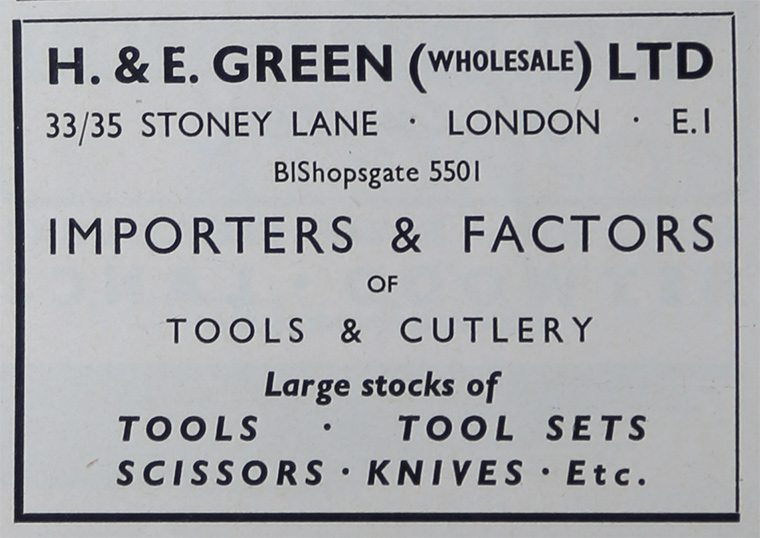 H. & E. GREEN (WHOLESALE) LTD
33/35 STONEY LANE · LONDON · E.1
BIShopsgate 5501
IMPORTERS & FACTORS
OF
TOOLS & CUTLERY
Large stocks of
TOOLS · TOOL SETS
SCISSORS · KNIVES · Etc.